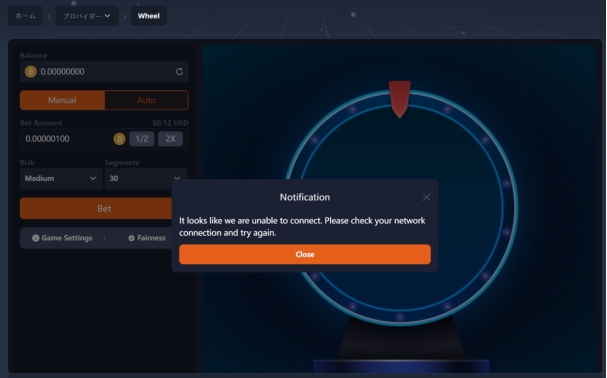 ホーム
プロバイダー
Wheel
Balance
0.00000000
Manual
Auto
Bet Amount
$0.12 USD
0.00000100
1/2
2X
Risk
Segments
Medium
30
Bet
Game Settings
Fairness
Notification
It looks like we are unable to connect. Please check your network
connection and try again.
Close